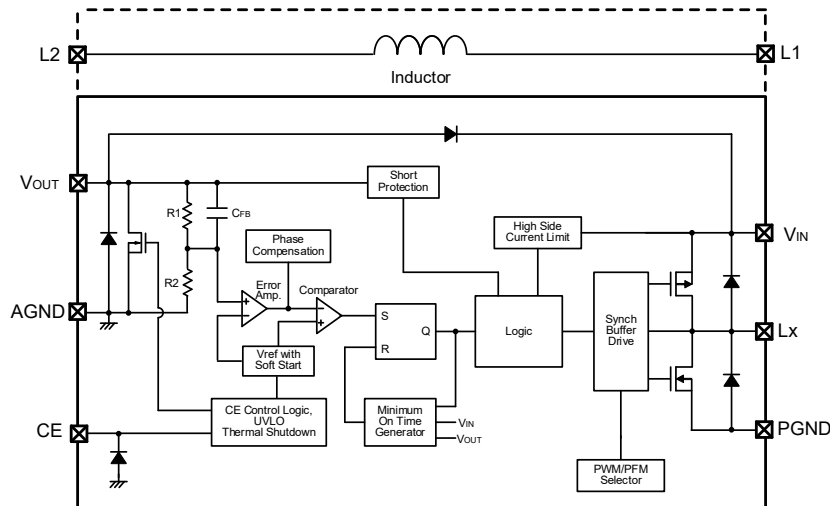 L2
L1
Inductor
VOUT
Short
Protection
R1
CFB
High Side
Current Limit
VIN
Phase
Compensation
R2
Error
Amp.
Comparator
AGND
+
−
−
+
S
Q
R
Logic
Synch
Buffer
Drive
Lx
Vref with
Soft Start
CE Control Logic,
UVLO
Thermal Shutdown
Minimum
On Time
Generator
VIN
VOUT
CE
PGND
PWM/PFM
Selector